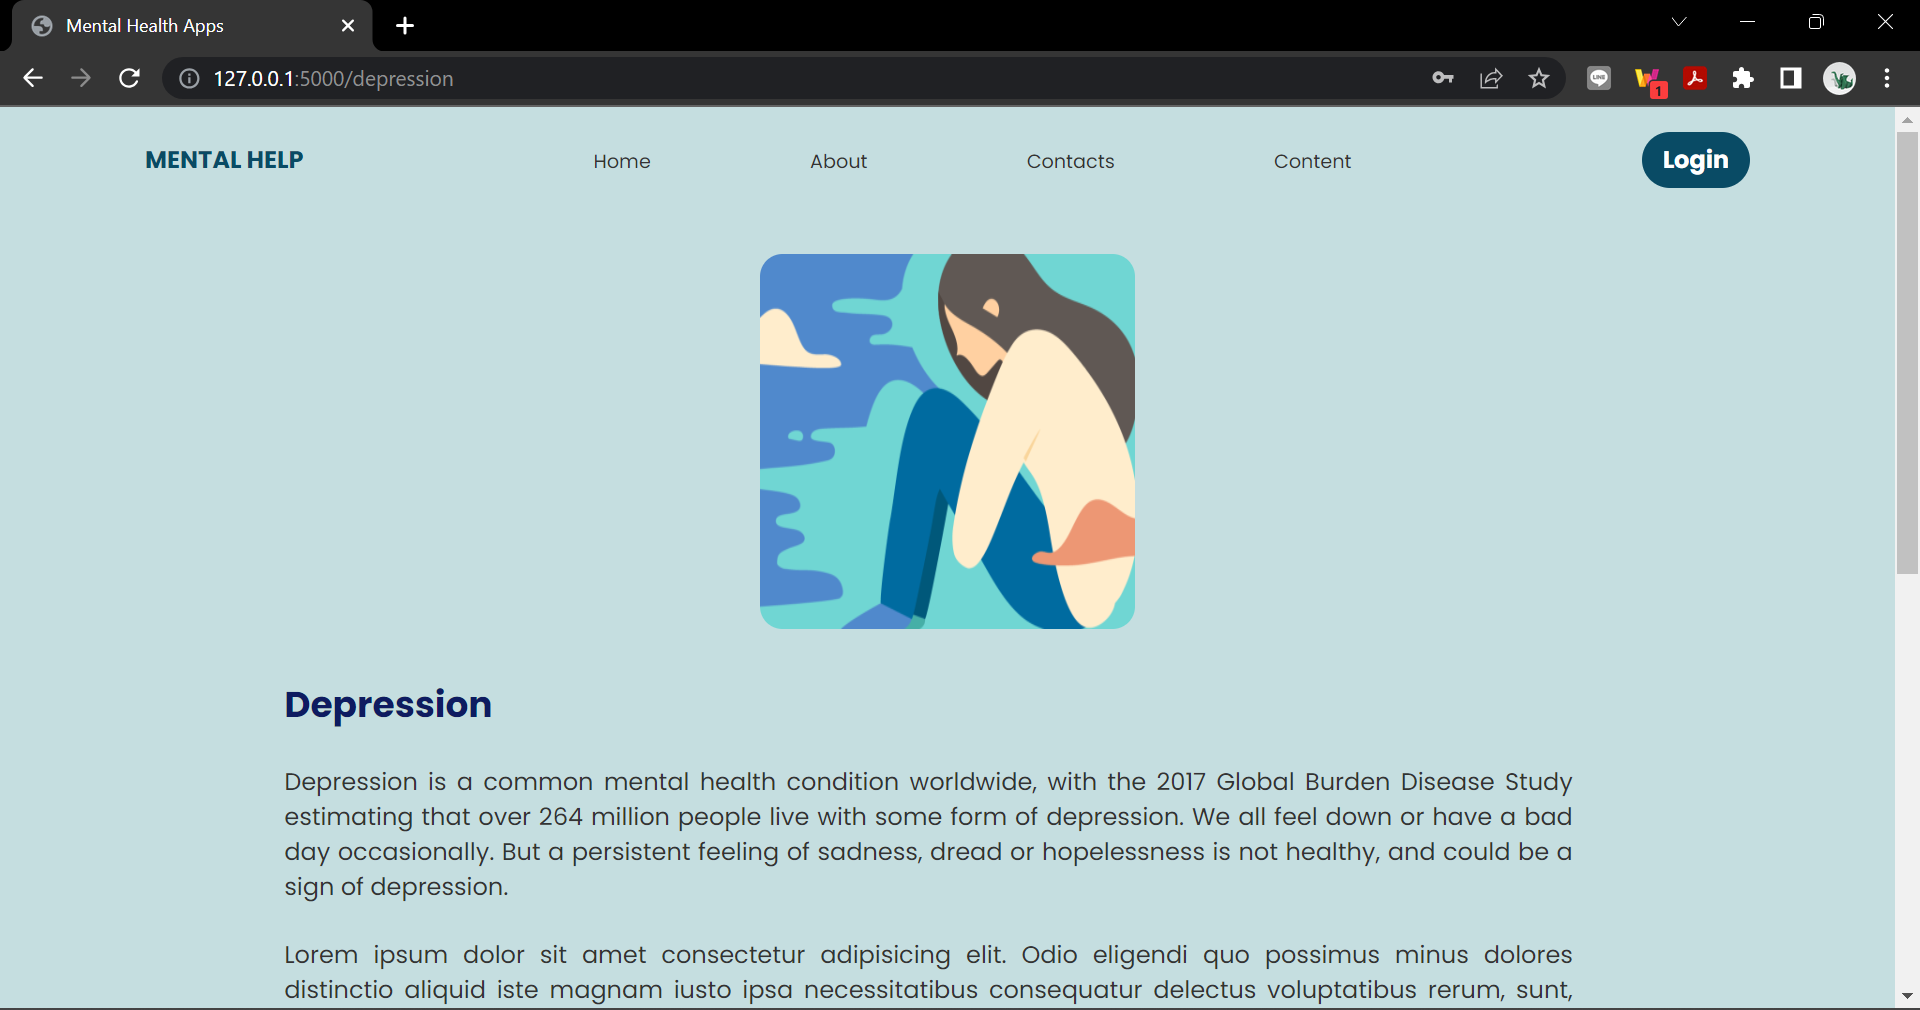 Mental Health Apps
127.0.0.1:5000/depression
LINE
1
MENTAL HELP
Home
About
Contacts
Content
Login
Depression
Depression is a common mental health condition worldwide, with the 2017 Global Burden Disease Study
estimating that over 264 million people live with some form of depression. We all feel down or have a bad
day occasionally. But a persistent feeling of sadness, dread or hopelessness is not healthy, and could be a
sign of depression.
Lorem ipsum dolor sit amet consectetur adipisicing elit. Odio eligendi quo possimus minus dolores
distinctio aliquid iste magnam iusto ipsa necessitatibus consequatur delectus voluptatibus rerum, sunt,